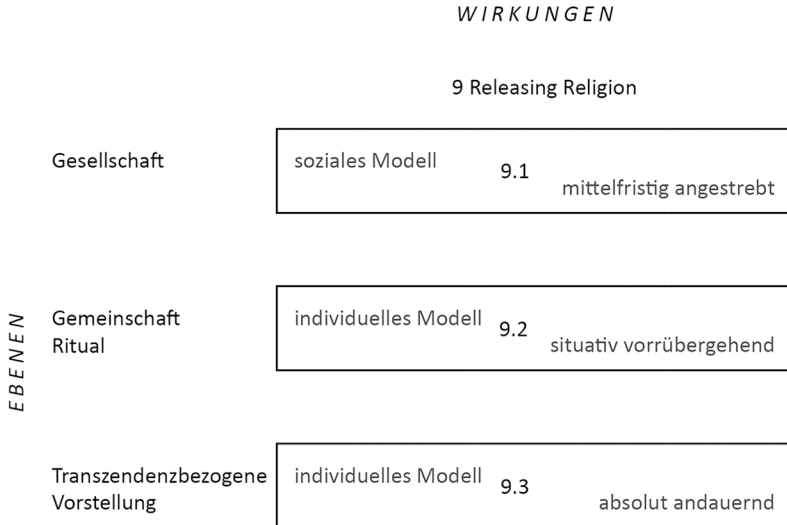 WIRKUNGEN
9 Releasing Religion
Gesellschaft
soziales Modell
9.1
mittelfristig angestrebt
EBENEN
Gemeinschaft
Ritual
individuelles Modell
9.2
situativ vorrübergehend
Transzendenzbezogene
Vorstellung
individuelles Modell
9.3
absolut andauernd